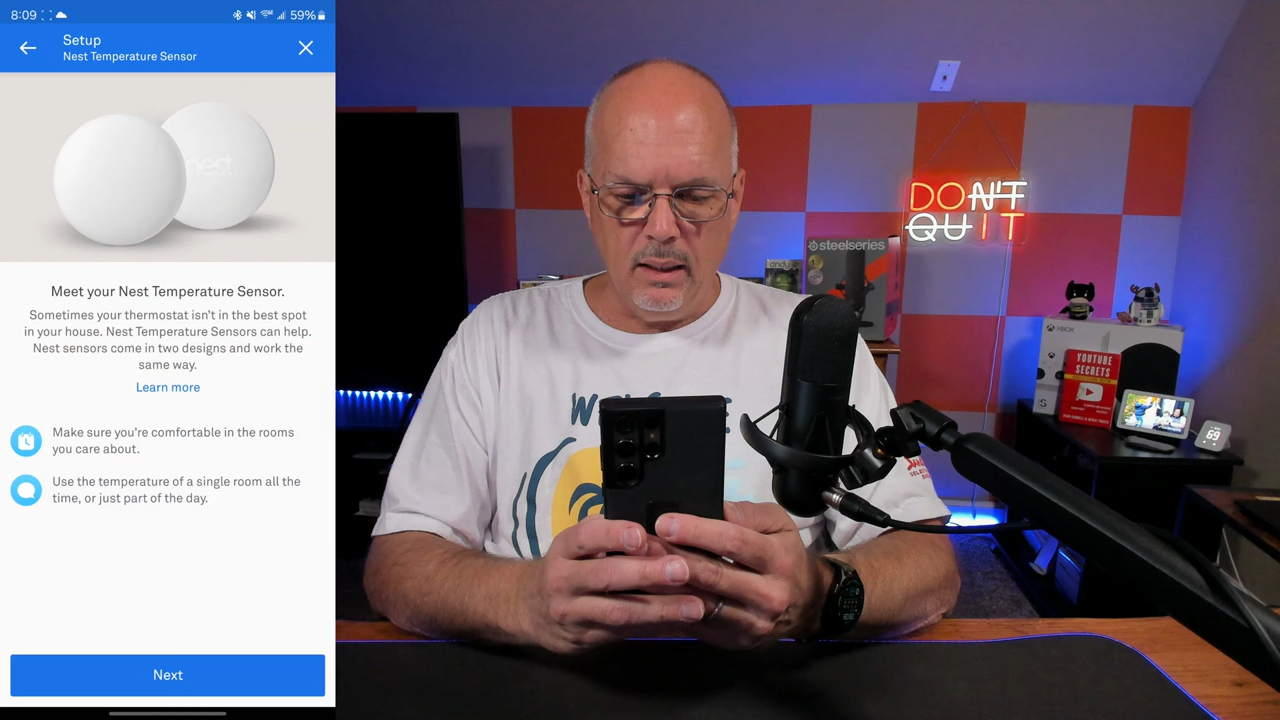 8:09
59%
Setup
Nest Temperature Sensor
nest
Meet your Nest Temperature Sensor.
Sometimes your thermostat isn't in the best spot
in your house. Nest Temperature Sensors can help.
Nest sensors come in two designs and work the
same way.
Learn more
Make sure you're comfortable in the rooms
you care about.
Use the temperature of a single room all the
time, or just part of the day.
Next
DON'T
QUIT
steelseries
XBOX
YOUTUBE
SECRETS
69